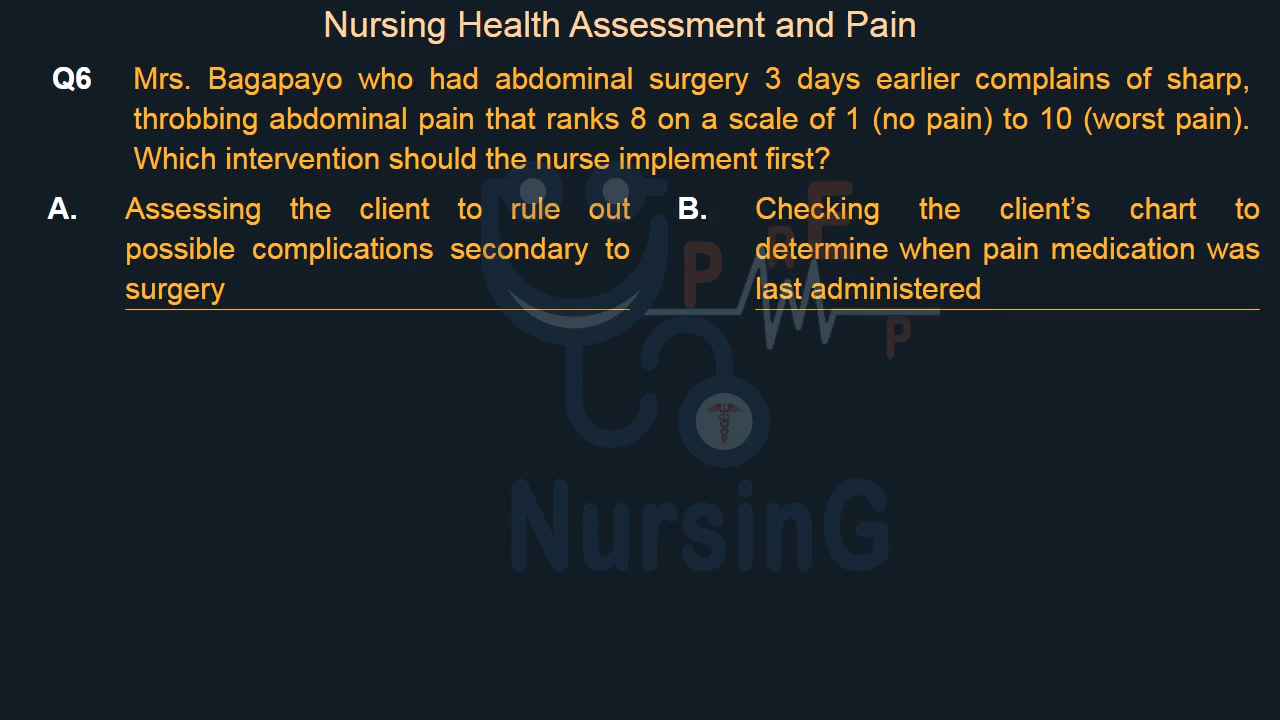 Nursing Health Assessment and Pain
Q6 Mrs. Bagapayo who had abdominal surgery 3 days earlier complains of sharp,
throbbing abdominal pain that ranks 8 on a scale of 1 (no pain) to 10 (worst pain).
Which intervention should the nurse implement first?
A. Assessing the client to rule out
possible complications secondary to
surgery
B. Checking the client’s chart to
determine when pain medication was
last administered
P R F P
NursinG